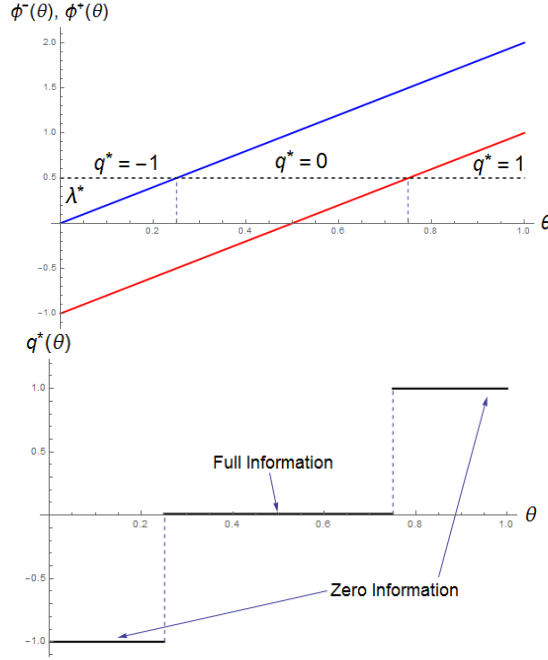 ϕ⁻(θ), ϕ⁺(θ)
2.0
1.5
1.0
q* = −1 q* = 0 q* = 1
0.5
λ*
0.2 0.4 0.6 0.8 1.0 θ
−0.5
−1.0
q*(θ)
1.0
0.5
Full Information
0.2 0.4 0.6 0.8 1.0 θ
−0.5
Zero Information
−1.0